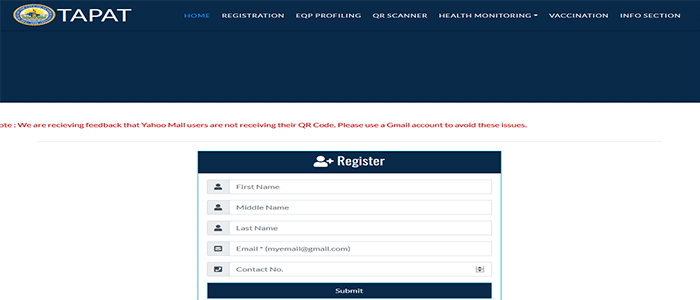 TAPAT
HOME REGISTRATION EQP PROFILING QR SCANNER HEALTH MONITORING VACCINATION INFO SECTION
ote : We are recieving feedback that Yahoo Mail users are not receiving their QR Code. Please use a Gmail account to avoid these issues.
Register
First Name
Middle Name
Last Name
Email * (myemail@gmail.com)
Contact No.
Submit